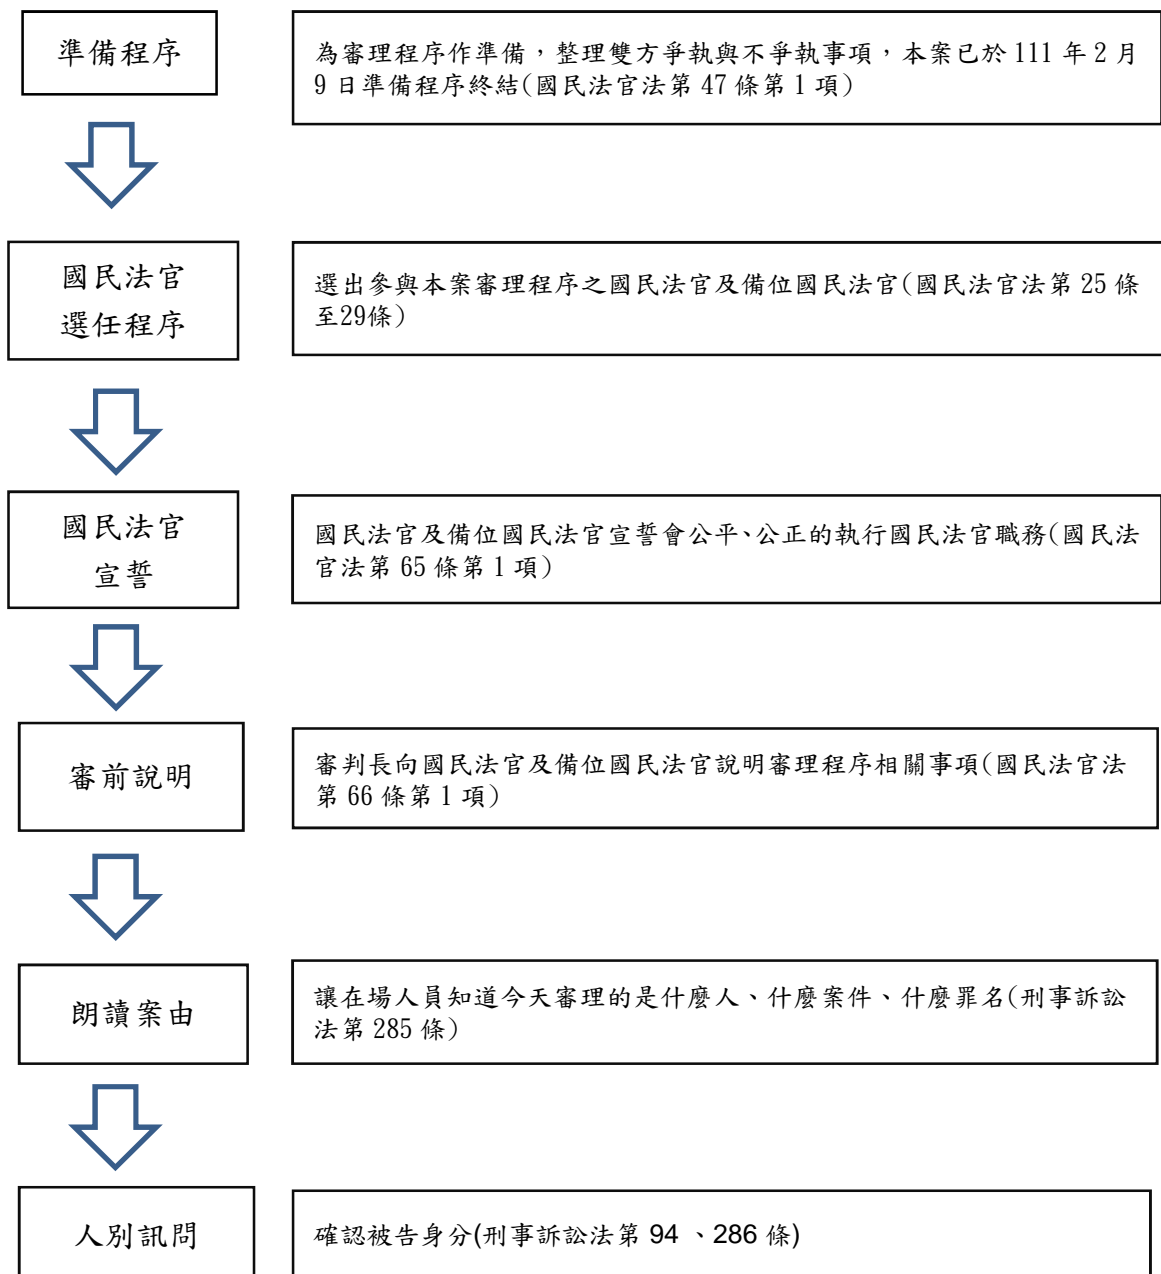 準備程序
為審理程序作準備，整理雙方爭執與不爭執事項，本案已於 111 年 2 月
9 日準備程序終結(國民法官法第 47 條第 1 項)
國民法官
選任程序
選出參與本案審理程序之國民法官及備位國民法官(國民法官法第 25 條
至29條)
國民法官
宣誓
國民法官及備位國民法官宣誓會公平、公正的執行國民法官職務(國民法
官法第 65 條第 1 項)
審前說明
審判長向國民法官及備位國民法官說明審理程序相關事項(國民法官法
第 66 條第 1 項)
朗讀案由
讓在場人員知道今天審理的是什麼人、什麼案件、什麼罪名(刑事訴訟
法第 285 條)
人別訊問
確認被告身分(刑事訴訟法第 94 、286 條)